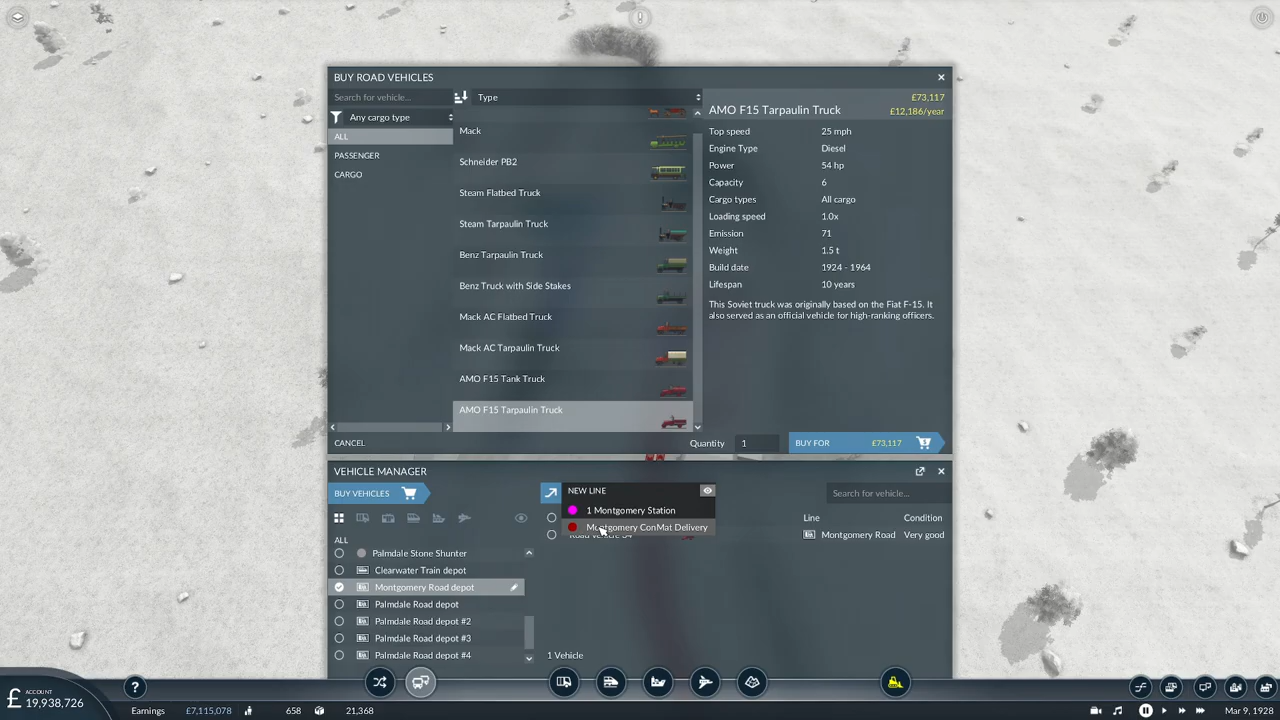 BUY ROAD VEHICLES
Search for vehicle...
Type
Any cargo type
ALL
PASSENGER
CARGO
Mack
Schneider PB2
Steam Flatbed Truck
Steam Tarpaulin Truck
Benz Tarpaulin Truck
Benz Truck with Side Stakes
Mack AC Flatbed Truck
Mack AC Tarpaulin Truck
AMO F15 Tank Truck
AMO F15 Tarpaulin Truck
£73,117
AMO F15 Tarpaulin Truck
£12,186/year
Top speed 25 mph
Engine Type Diesel
Power 54 hp
Capacity 6
Cargo types All cargo
Loading speed 1.0x
Emission 71
Weight 1.5 t
Build date 1924 - 1964
Lifespan 10 years
This Soviet truck was originally based on the Fiat F-15. It
also served as an official vehicle for high-ranking officers.
CANCEL
Quantity 1
BUY FOR £73,117
VEHICLE MANAGER
BUY VEHICLES
NEW LINE
1 Montgomery Station
Montgomery ConMat Delivery
Search for vehicle...
Line Condition
Montgomery Road Very good
ALL
Palmdale Stone Shunter
Clearwater Train depot
Montgomery Road depot
Palmdale Road depot
Palmdale Road depot #2
Palmdale Road depot #3
Palmdale Road depot #4
1 Vehicle
£ ACCOUNT
19,938,726
?
Earnings £7,115,078 658 21,368
Mar 9, 1928